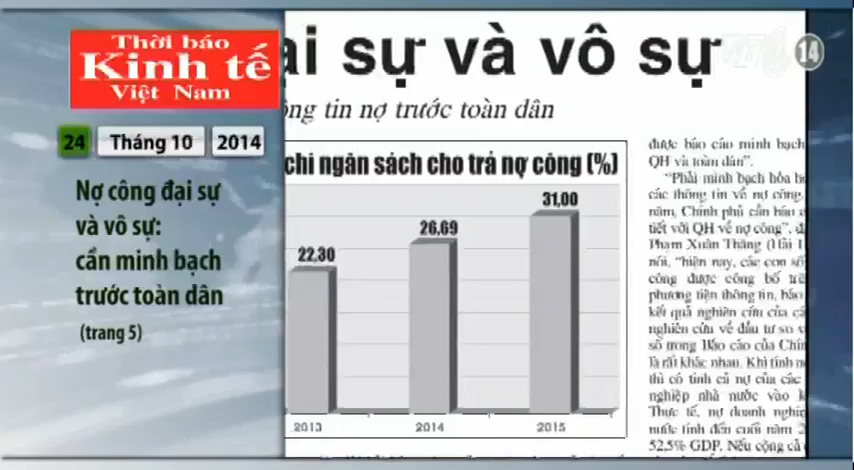 Thời báo
Kinh tế
Việt Nam
24 Tháng 10 2014
Nợ công đại sự
và vô sự:
cần minh bạch
trước toàn dân
(trang 5)
ại sự và vô sự
14
ông tin nợ trước toàn dân
chi ngân sách cho trả nợ công (%)
31,00
26,69
22,30
2013 2014 2015
được báo cáo minh bạch
QH và toàn dân".
"Phải minh bạch hóa h
các thông tin về nợ công.
năm, Chính phủ cần báo
tiết với QH về nợ công", đ
Phạm Xuân Thăng (Hải
nói, "hiện nay, các con số
công được công bố trê
phương tiện thông tin, báo
kết quả nghiên cứu của cá
nghiên cứu về đầu tư so v
số trong Báo cáo của Chín
là rất khác nhau. Khi tính n
thì có tính cả nợ của các
nghiệp nhà nước vào
Thực tế, nợ doanh nghiệp
nước tính đến cuối năm 2
52,5% GDP. Nếu cộng cả